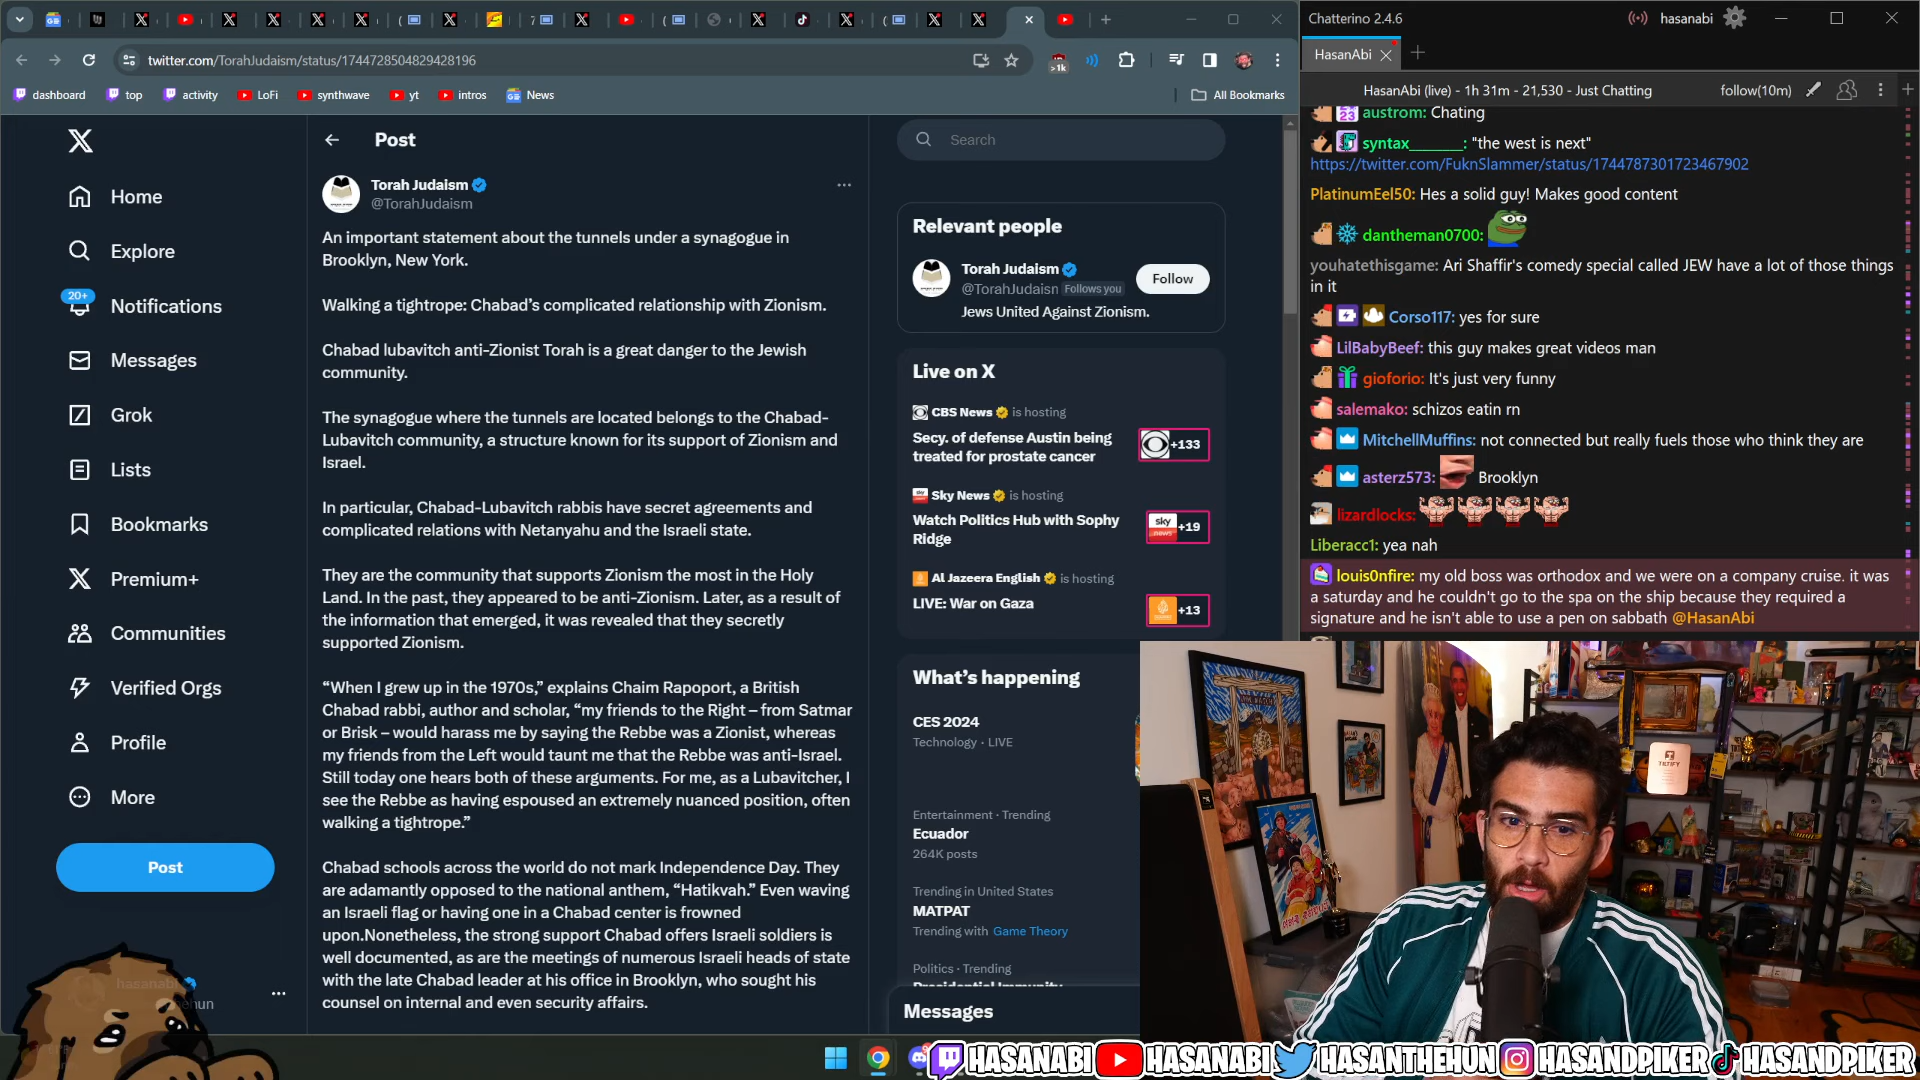 twitter.com/TorahJudaism/status/1744728504829428196
dashboard
top
activity
LoFi
synthwave
yt
intros
News
All Bookmarks
Home
Explore
20+
Notifications
Messages
Grok
Lists
Bookmarks
Premium+
Communities
Verified Orgs
Profile
More
Post
Post
Torah Judaism
@TorahJudaism
An important statement about the tunnels under a synagogue in
Brooklyn, New York.
Walking a tightrope: Chabad’s complicated relationship with Zionism.
Chabad lubavitch anti-Zionist Torah is a great danger to the Jewish
community.
The synagogue where the tunnels are located belongs to the Chabad-
Lubavitch community, a structure known for its support of Zionism and
Israel.
In particular, Chabad-Lubavitch rabbis have secret agreements and
complicated relations with Netanyahu and the Israeli state.
They are the community that supports Zionism the most in the Holy
Land. In the past, they appeared to be anti-Zionism. Later, as a result of
the information that emerged, it was revealed that they secretly
supported Zionism.
“When I grew up in the 1970s,” explains Chaim Rapoport, a British
Chabad rabbi, author and scholar, “my friends to the Right – from Satmar
or Brisk – would harass me by saying the Rebbe was a Zionist, whereas
my friends from the Left would taunt me that the Rebbe was anti-Israel.
Still today one hears both of these arguments. For me, as a Lubavitcher, I
see the Rebbe as having espoused an extremely nuanced position, often
walking a tightrope.”
Chabad schools across the world do not mark Independence Day. They
are adamantly opposed to the national anthem, “Hatikvah.” Even waving
an Israeli flag or having one in a Chabad center is frowned
upon.Nonetheless, the strong support Chabad offers Israeli soldiers is
well documented, as are the meetings of numerous Israeli heads of state
with the late Chabad leader at his office in Brooklyn, who sought his
counsel on internal and even security affairs.
Search
Relevant people
Torah Judaism
@TorahJudaism Follows you
Follow
Jews United Against Zionism.
Live on X
CBS News is hosting
Secy. of defense Austin being
treated for prostate cancer
+133
Sky News is hosting
Watch Politics Hub with Sophy
Ridge
sky news +19
Al Jazeera English is hosting
LIVE: War on Gaza
+13
What’s happening
CES 2024
Technology · LIVE
Entertainment · Trending
Ecuador
264K posts
Trending in United States
MATPAT
Trending with Game Theory
Politics · Trending
Presidential Immunity
Messages
Chatterino 2.4.6
hasanabi
HasanAbi
HasanAbi (live) - 1h 31m - 21,530 - Just Chatting
follow(10m)
austrom: Chating
syntax_______: "the west is next"
https://twitter.com/FuknSlammer/status/1744787301723467902
PlatinumEel50: Hes a solid guy! Makes good content
dantheman0700:
youhatethisgame: Ari Shaffir's comedy special called JEW have a lot of those things
in it
Corso117: yes for sure
LilBabyBeef: this guy makes great videos man
gioforio: It's just very funny
salemako: schizos eatin rn
MitchellMuffins: not connected but really fuels those who think they are
asterz573: Brooklyn
lizardlocks:
Liberacc1: yea nah
louis0nfire: my old boss was orthodox and we were on a company cruise. it was
a saturday and he couldn't go to the spa on the ship because they required a
signature and he isn't able to use a pen on sabbath @HasanAbi
TILTIFY
HASANABI
HASANABI
HASANTHEHUN
HASANDPIKER
HASANDPIKER